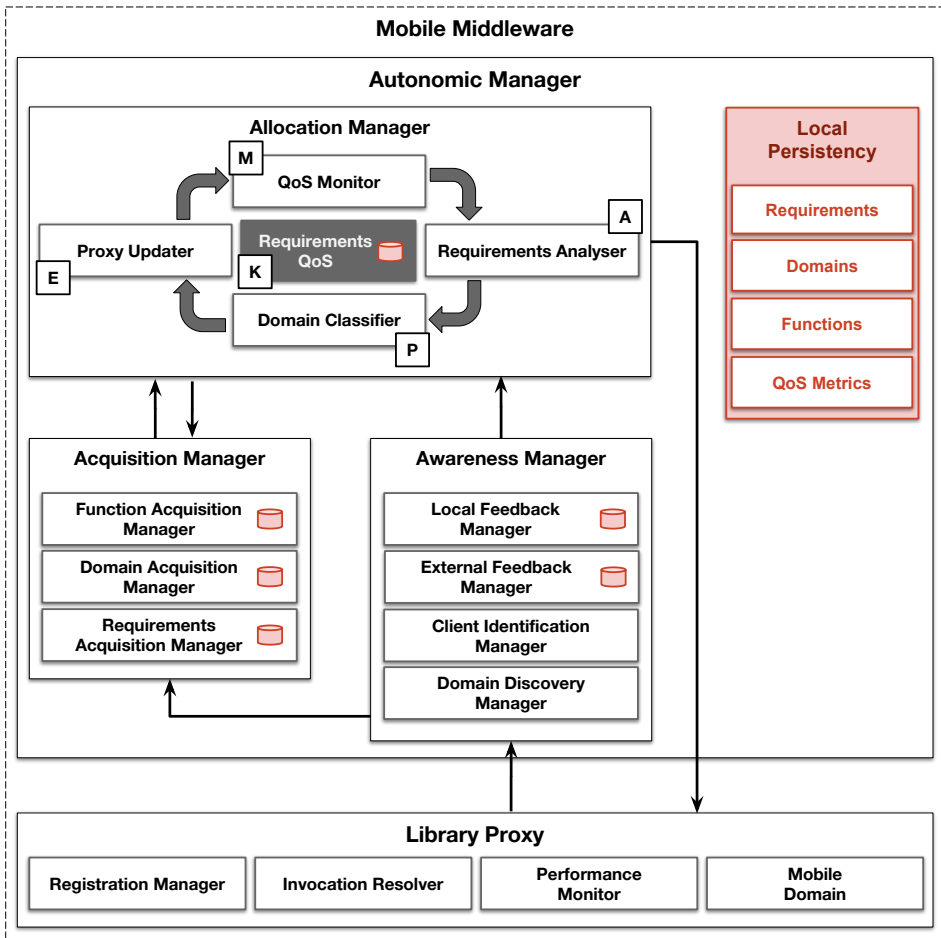 Mobile Middleware
Autonomic Manager
Allocation Manager
M
QoS Monitor
A
Proxy Updater
E
Requirements
QoS
K
Requirements Analyser
Domain Classifier
P
Local
Persistency
Requirements
Domains
Functions
QoS Metrics
Acquisition Manager
Function Acquisition
Manager
Domain Acquisition
Manager
Requirements
Acquisition Manager
Awareness Manager
Local Feedback
Manager
External Feedback
Manager
Client Identification
Manager
Domain Discovery
Manager
Library Proxy
Registration Manager
Invocation Resolver
Performance
Monitor
Mobile
Domain